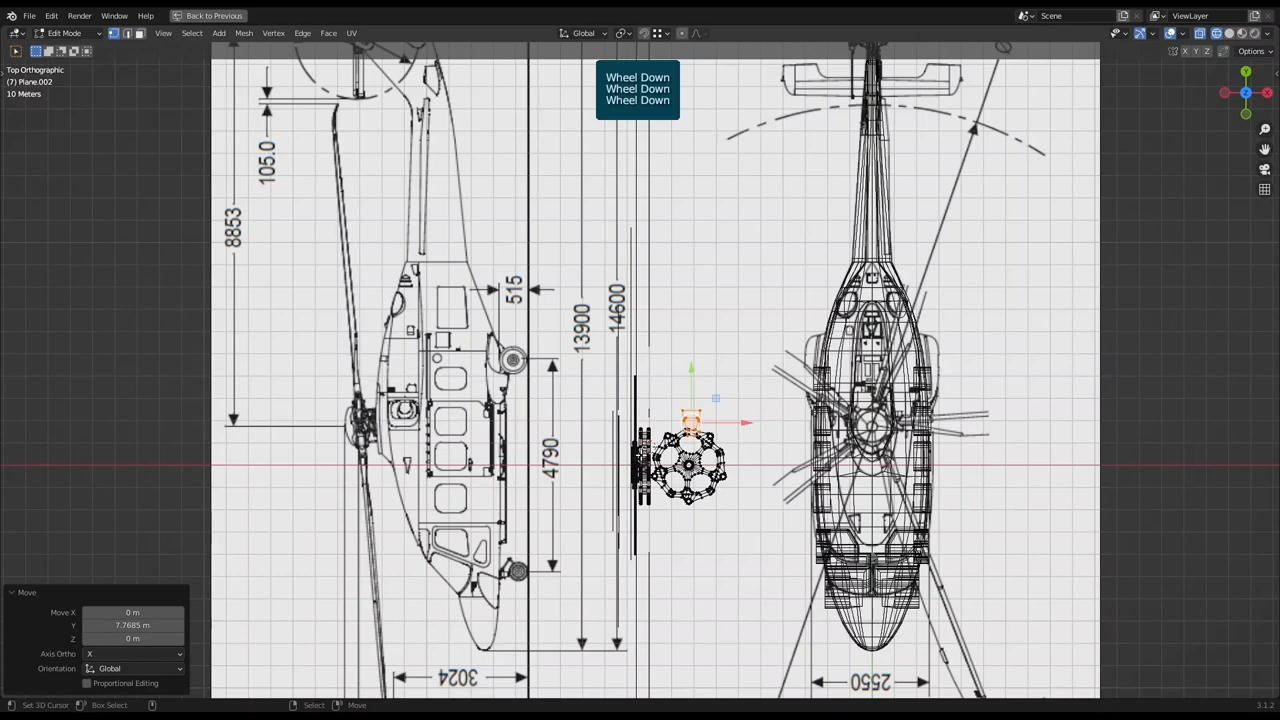 File Edit Render Window Help Back to Previous Scene ViewLayer
Edit Mode View Select Add Mesh Vertex Edge Face UV Global
X Y Z Options
Top Orthographic
(7) Plane.002
10 Meters
Wheel Down
Wheel Down
Wheel Down
Y
X
Z
105.0
8853
515
13900
14600
4790
3024
2550
Move
Move X 0 m
Y 7.7685 m
Z 0 m
Axis Ortho X
Orientation Global
Proportional Editing
Set 3D Cursor Box Select Select Move 3.1.2